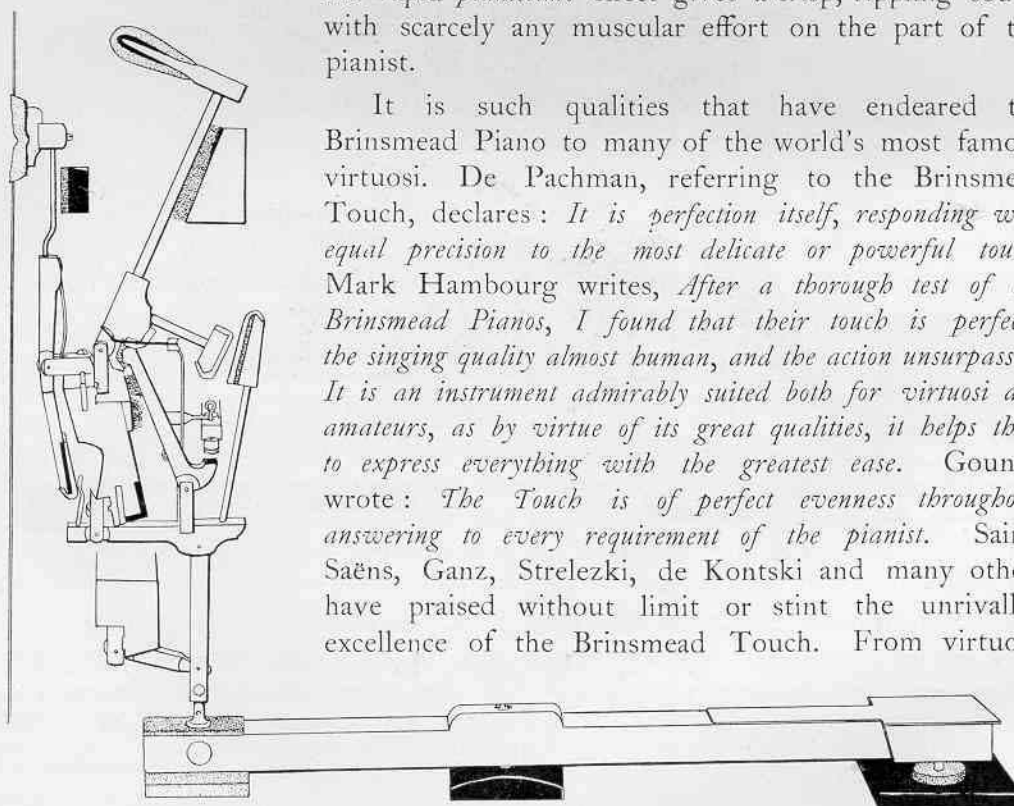 with scarcely any muscular effort on the part of t
pianist.
It is such qualities that have endeared t
Brinsmead Piano to many of the world's most famo
virtuosi. De Pachman, referring to the Brinsme
Touch, declares : It is perfection itself, responding w
equal precision to the most delicate or powerful tou
Mark Hambourg writes, After a thorough test of
Brinsmead Pianos, I found that their touch is perfec
the singing quality almost human, and the action unsurpass
It is an instrument admirably suited both for virtuosi a
amateurs, as by virtue of its great qualities, it helps th
to express everything with the greatest ease. Goun
wrote : The Touch is of perfect evenness througho
answering to every requirement of the pianist. Sain
Saëns, Ganz, Strelezki, de Kontski and many othe
have praised without limit or stint the unrivall
excellence of the Brinsmead Touch. From virtuo